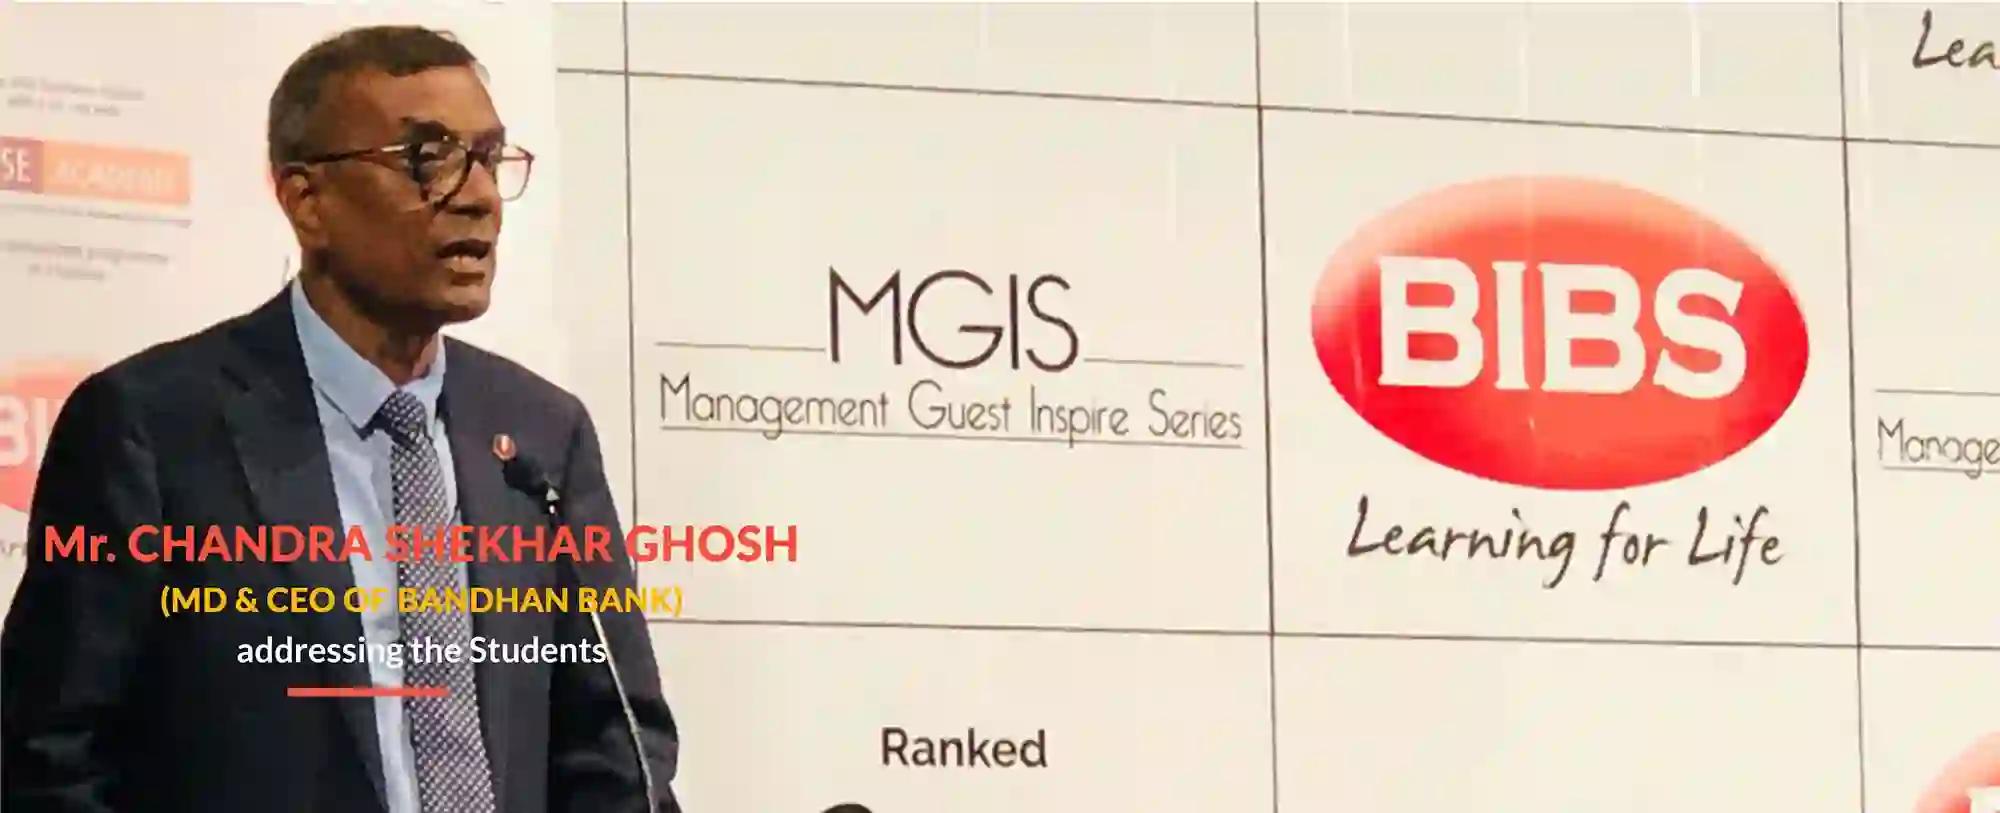 SE ACADEMY
Mr. CHANDRA SHEKHAR GHOSH
(MD & CEO OF BANDHAN BANK)
addressing the Students
MGIS
Management Guest Inspire Series
BIBS
Learning for Life
Ranked
Lea
Manage
BI